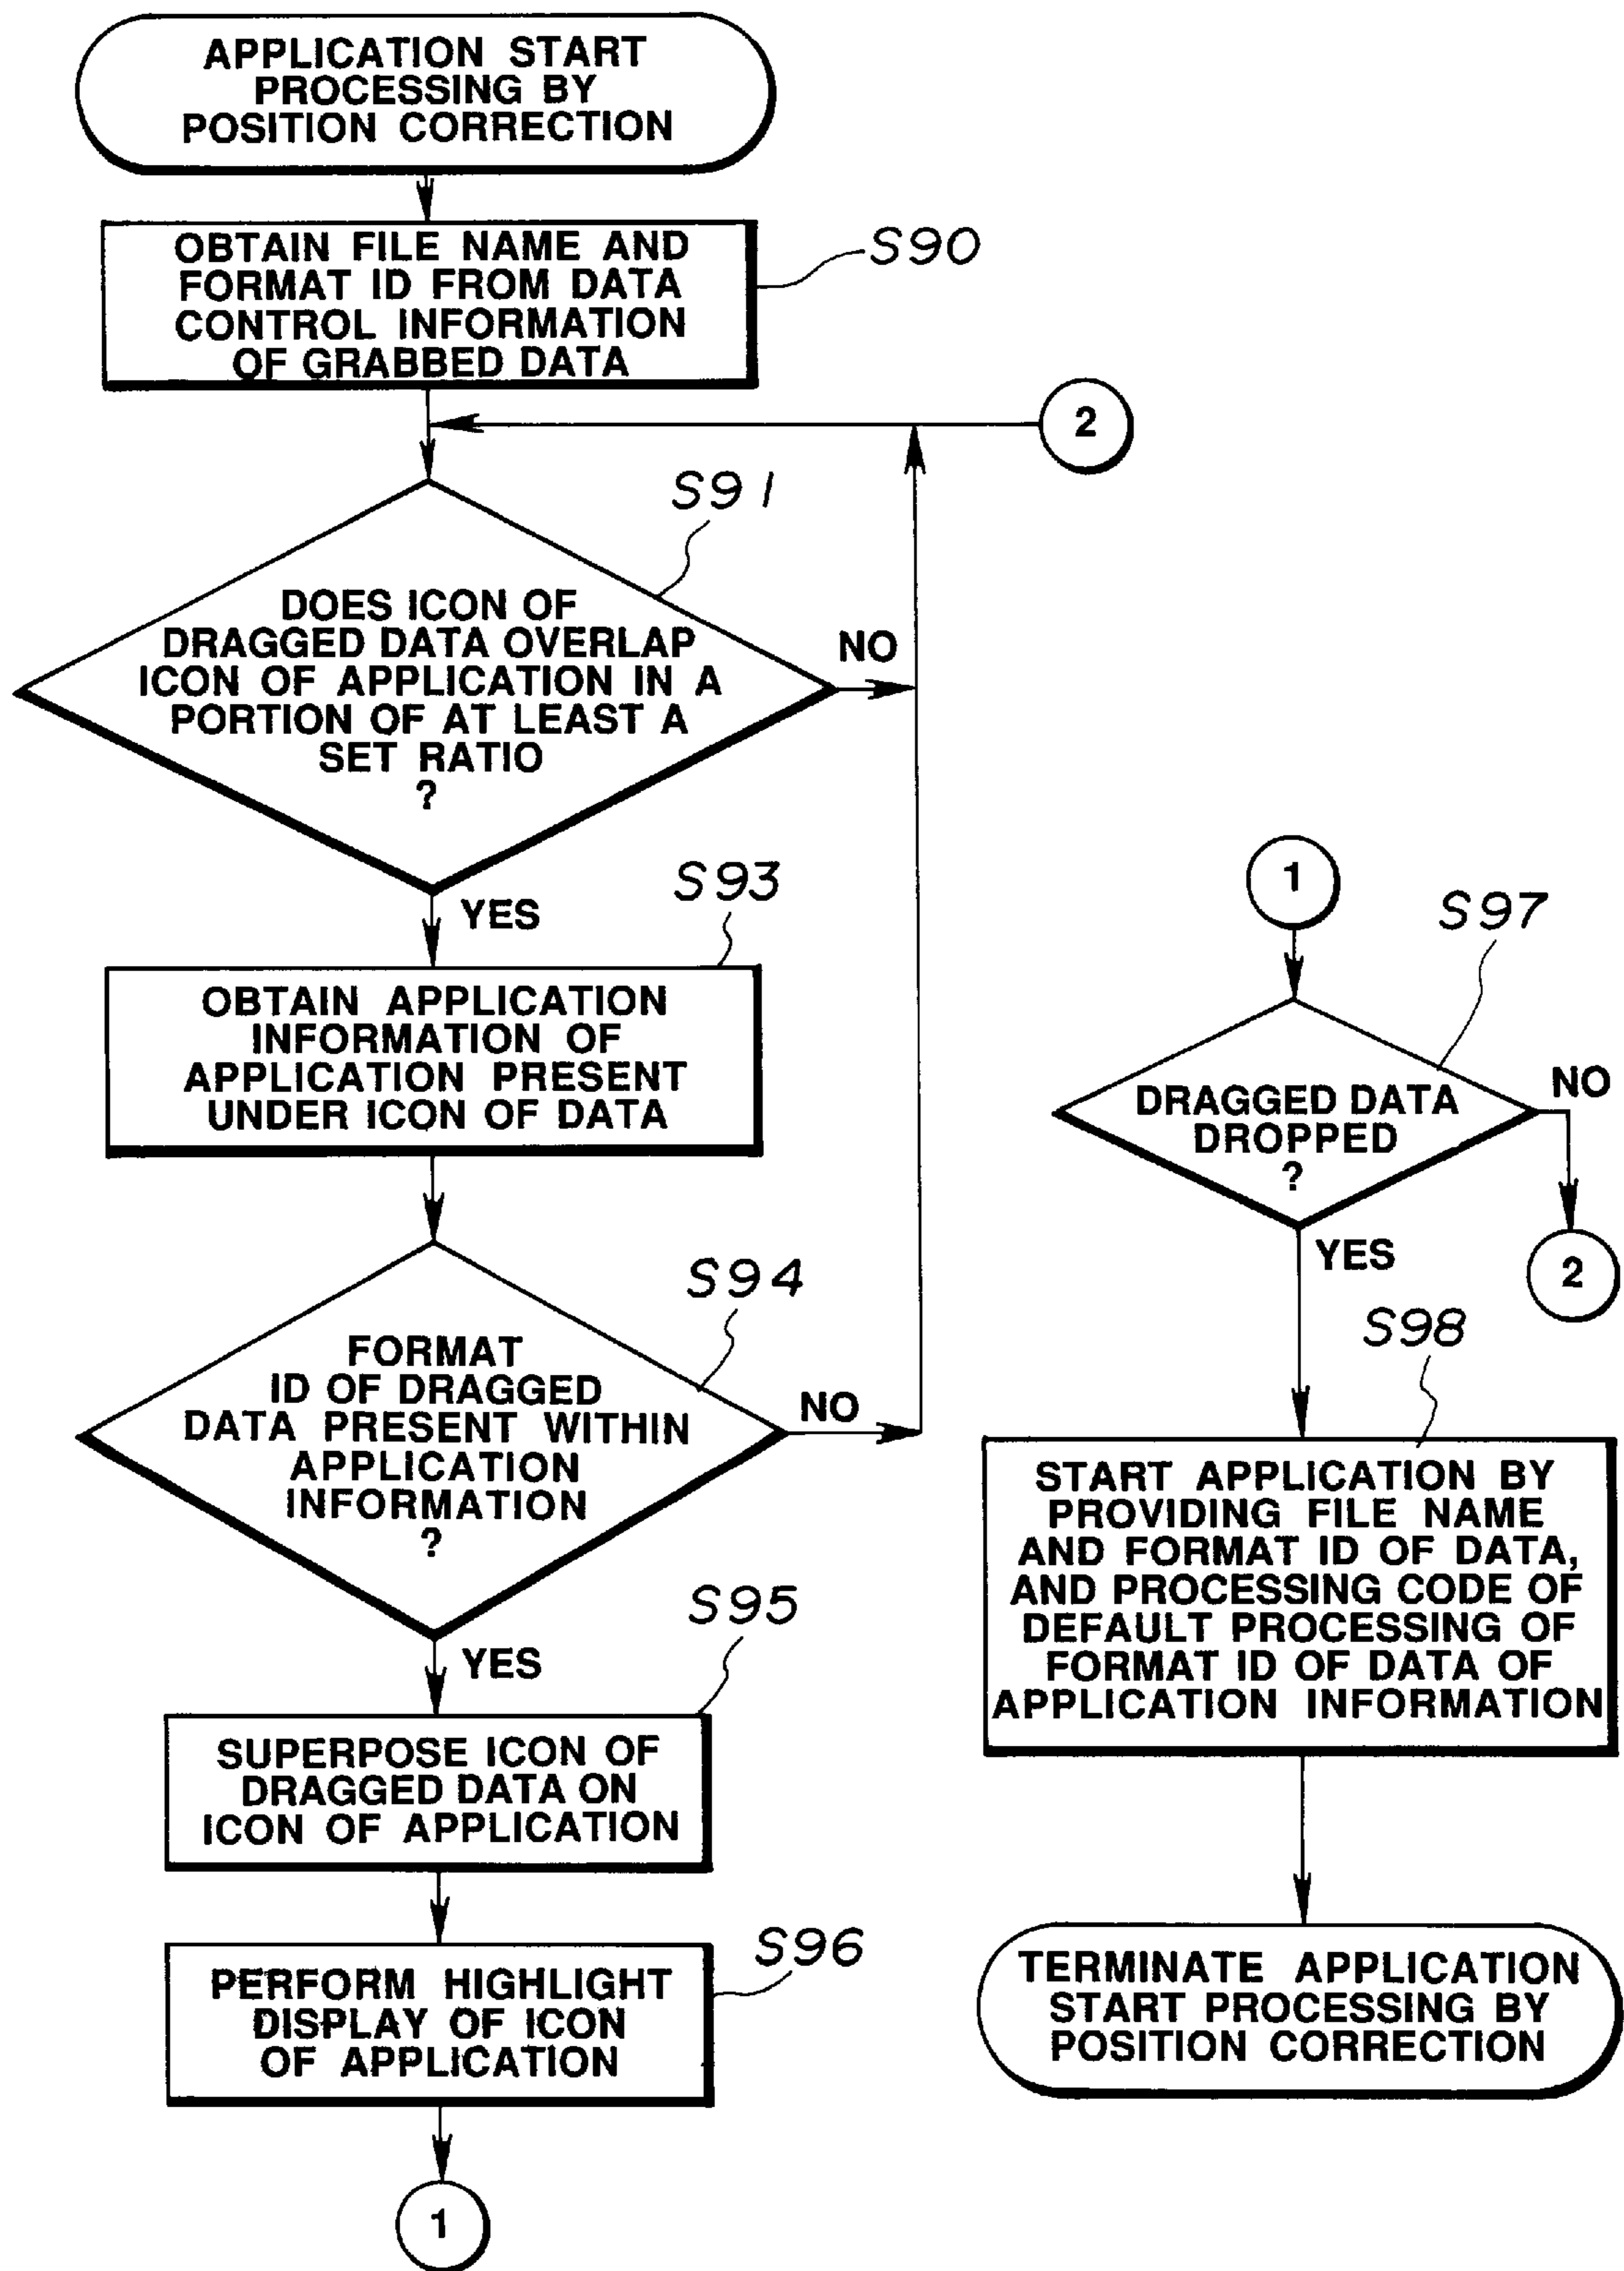 APPLICATION START
PROCESSING BY
POSITION CORRECTION
OBTAIN FILE NAME AND
FORMAT ID FROM DATA
CONTROL INFORMATION
OF GRABBED DATA
S90
2
S91
DOES ICON OF
DRAGGED DATA OVERLAP
ICON OF APPLICATION IN A
PORTION OF AT LEAST A
SET RATIO
?
NO
YES
S93
OBTAIN APPLICATION
INFORMATION OF
APPLICATION PRESENT
UNDER ICON OF DATA
S94
FORMAT
ID OF DRAGGED
DATA PRESENT WITHIN
APPLICATION
INFORMATION
?
NO
YES
S95
SUPERPOSE ICON OF
DRAGGED DATA ON
ICON OF APPLICATION
S96
PERFORM HIGHLIGHT
DISPLAY OF ICON
OF APPLICATION
1
1
S97
DRAGGED DATA
DROPPED
?
NO
2
YES
S98
START APPLICATION BY
PROVIDING FILE NAME
AND FORMAT ID OF DATA,
AND PROCESSING CODE OF
DEFAULT PROCESSING OF
FORMAT ID OF DATA OF
APPLICATION INFORMATION
TERMINATE APPLICATION
START PROCESSING BY
POSITION CORRECTION